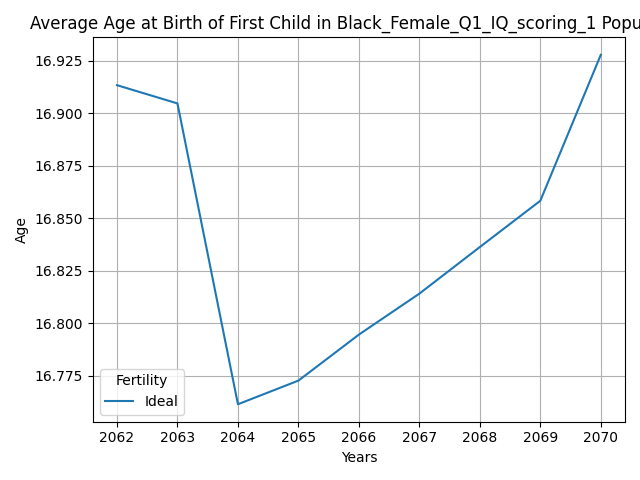 Average Age at Birth of First Child in Black_Female_Q1_IQ_scoring_1 Popu
16.925
16.900
16.875
16.850
16.825
16.800
16.775
Age
Fertility
Ideal
2062 2063 2064 2065 2066 2067 2068 2069 2070
Years